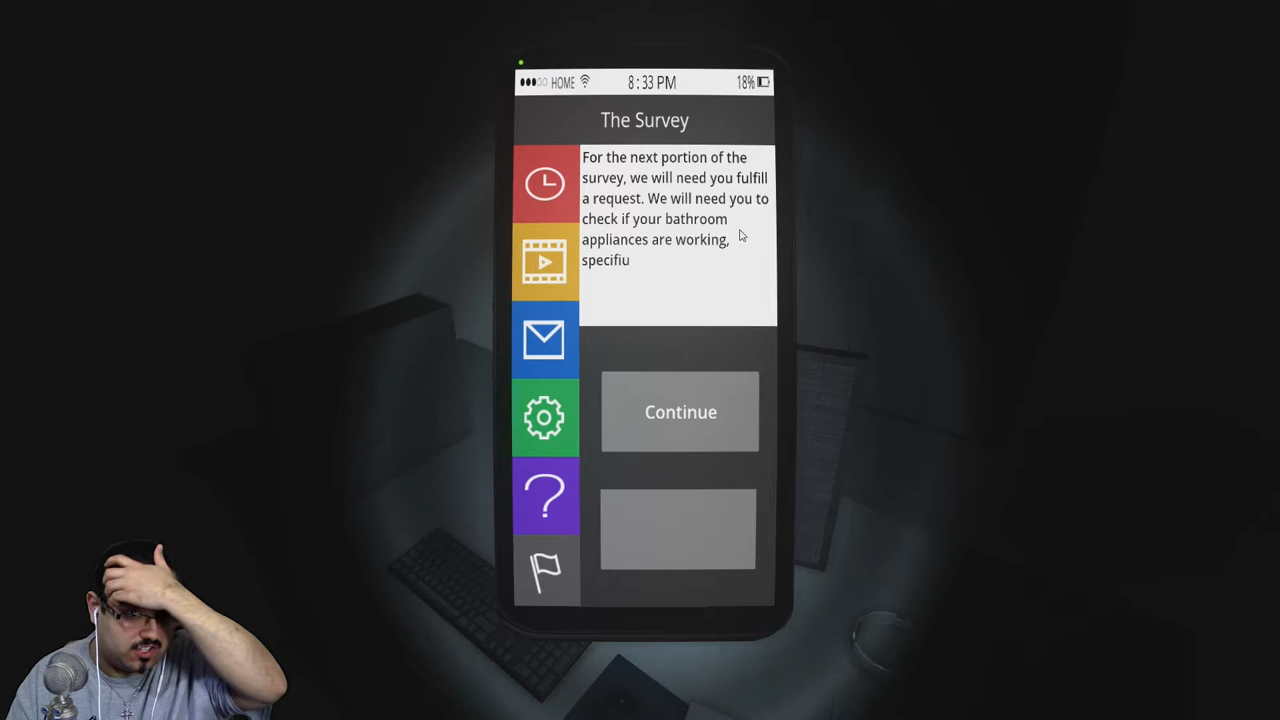 HOME
8:33 PM
18%
The Survey
For the next portion of the
survey, we will need you fulfill
a request. We will need you to
check if your bathroom
appliances are working,
specifiu
Continue